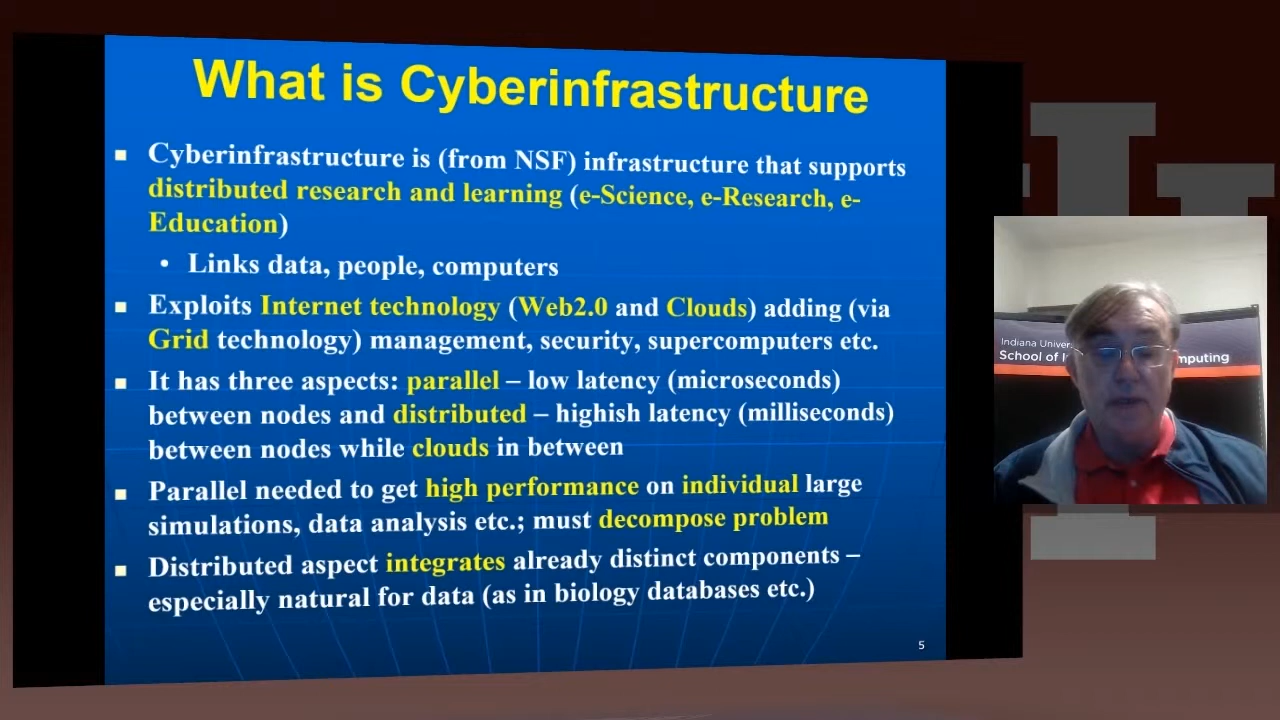 What is Cyberinfrastructure
▪ Cyberinfrastructure is (from NSF) infrastructure that supports
distributed research and learning (e-Science, e-Research, e-
Education)
• Links data, people, computers
▪ Exploits Internet technology (Web2.0 and Clouds) adding (via
Grid technology) management, security, supercomputers etc.
▪ It has three aspects: parallel – low latency (microseconds)
between nodes and distributed – highish latency (milliseconds)
between nodes while clouds in between
▪ Parallel needed to get high performance on individual large
simulations, data analysis etc.; must decompose problem
▪ Distributed aspect integrates already distinct components –
especially natural for data (as in biology databases etc.)
5
Indiana
School of